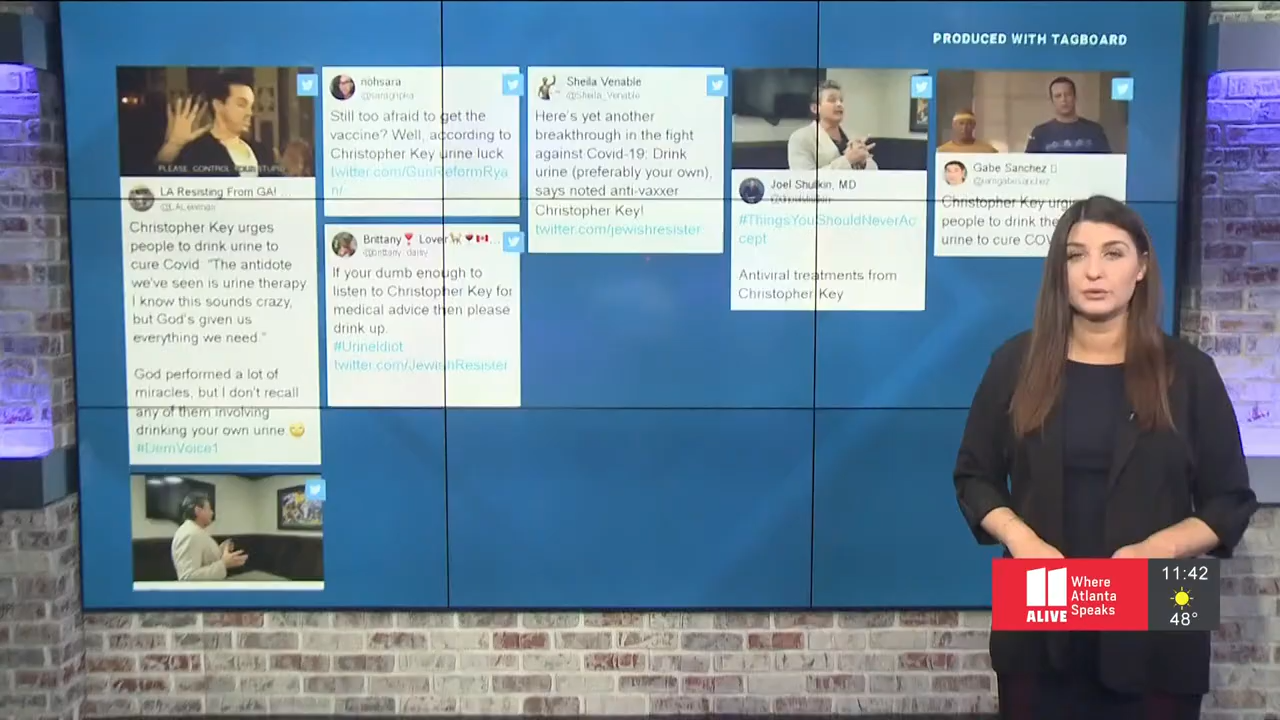 PRODUCED WITH TAGBOARD
PLEASE CONTROL YOUR STUPID
LA Resisting From GA!
Christopher Key urges
people to drink urine to
cure Covid. "The antidote
we've seen is urine therapy.
I know this sounds crazy,
but God's given us
everything we need."
God performed a lot of
miracles, but I don't recall
any of them involving
drinking your own urine
#DemVoice1
nohsara
Still too afraid to get the
vaccine? Well, according to
Christopher Key urine luck
twitter.com/GunReformRya
n/
Brittany Lover
@brittany_darby
If your dumb enough to
listen to Christopher Key for
medical advice then please
drink up.
#UrineIdiot
twitter.com/JewishResister
Sheila Venable
@Sheila_Venable
Here's yet another
breakthrough in the fight
against Covid-19: Drink
urine (preferably your own),
says noted anti-vaxxer
Christopher Key!
twitter.com/jewishresister
Joel Shulkin, MD
#ThingsYouShouldNeverAc
cept
Antiviral treatments from
Christopher Key
Gabe Sanchez
@iamgabesanchez
Christopher Key urg
people to drink the
urine to cure COV
11
ALIVE
Where
Atlanta
Speaks
11:42
48°